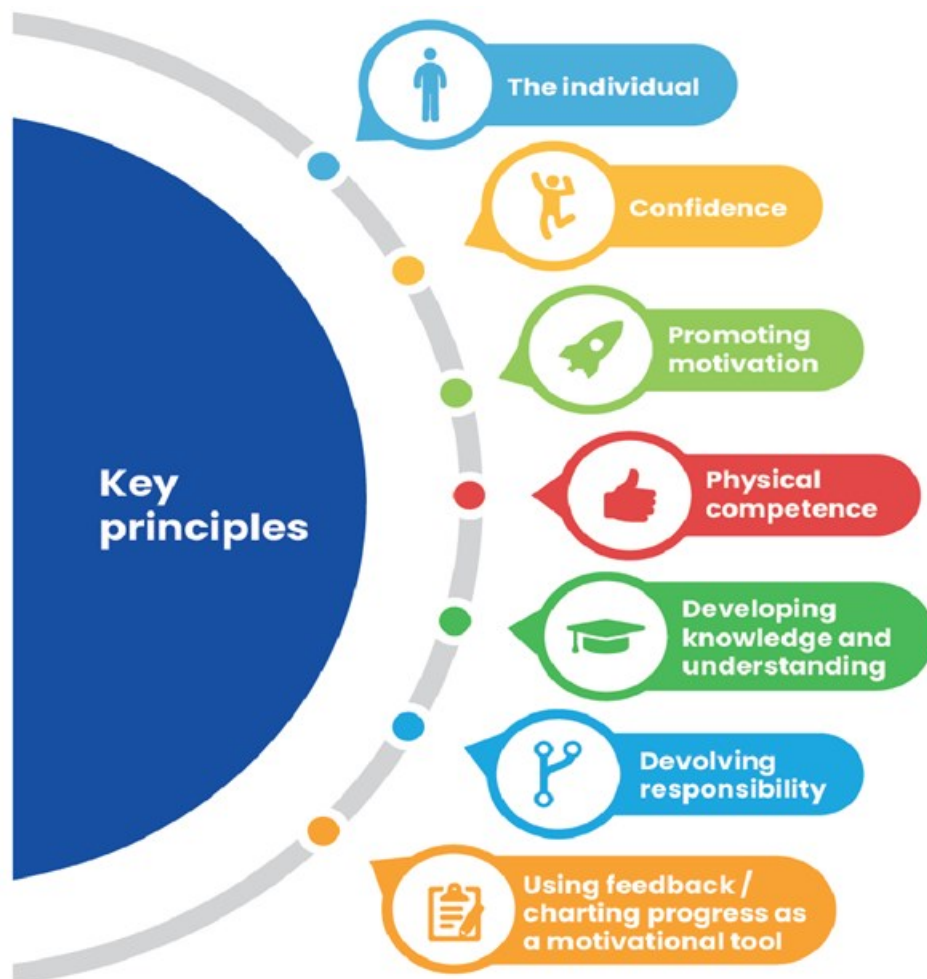 The individual
Confidence
Promoting
motivation
Key
principles
Physical
competence
Developing
knowledge and
understanding
Devolving
responsibility
Using feedback /
charting progress as
a motivational tool